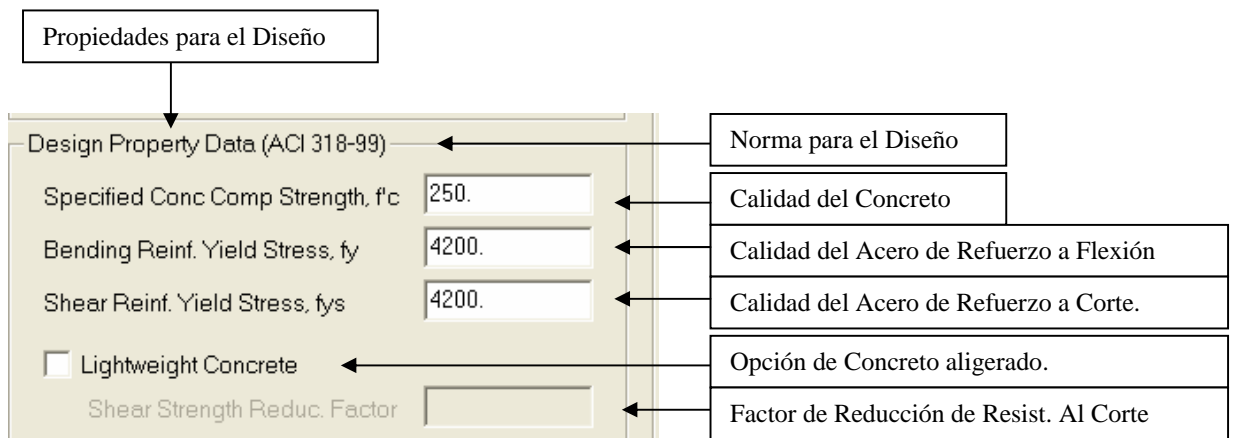 Propiedades para el Diseño
Design Property Data (ACI 318-99)
Norma para el Diseño
Specified Conc Comp Strength, f'c
250.
Calidad del Concreto
Bending Reinf. Yield Stress, fy
4200.
Calidad del Acero de Refuerzo a Flexión
Shear Reinf. Yield Stress, fys
4200.
Calidad del Acero de Refuerzo a Corte.
Lightweight Concrete
Opción de Concreto aligerado.
Shear Strength Reduc. Factor
Factor de Reducción de Resist. Al Corte